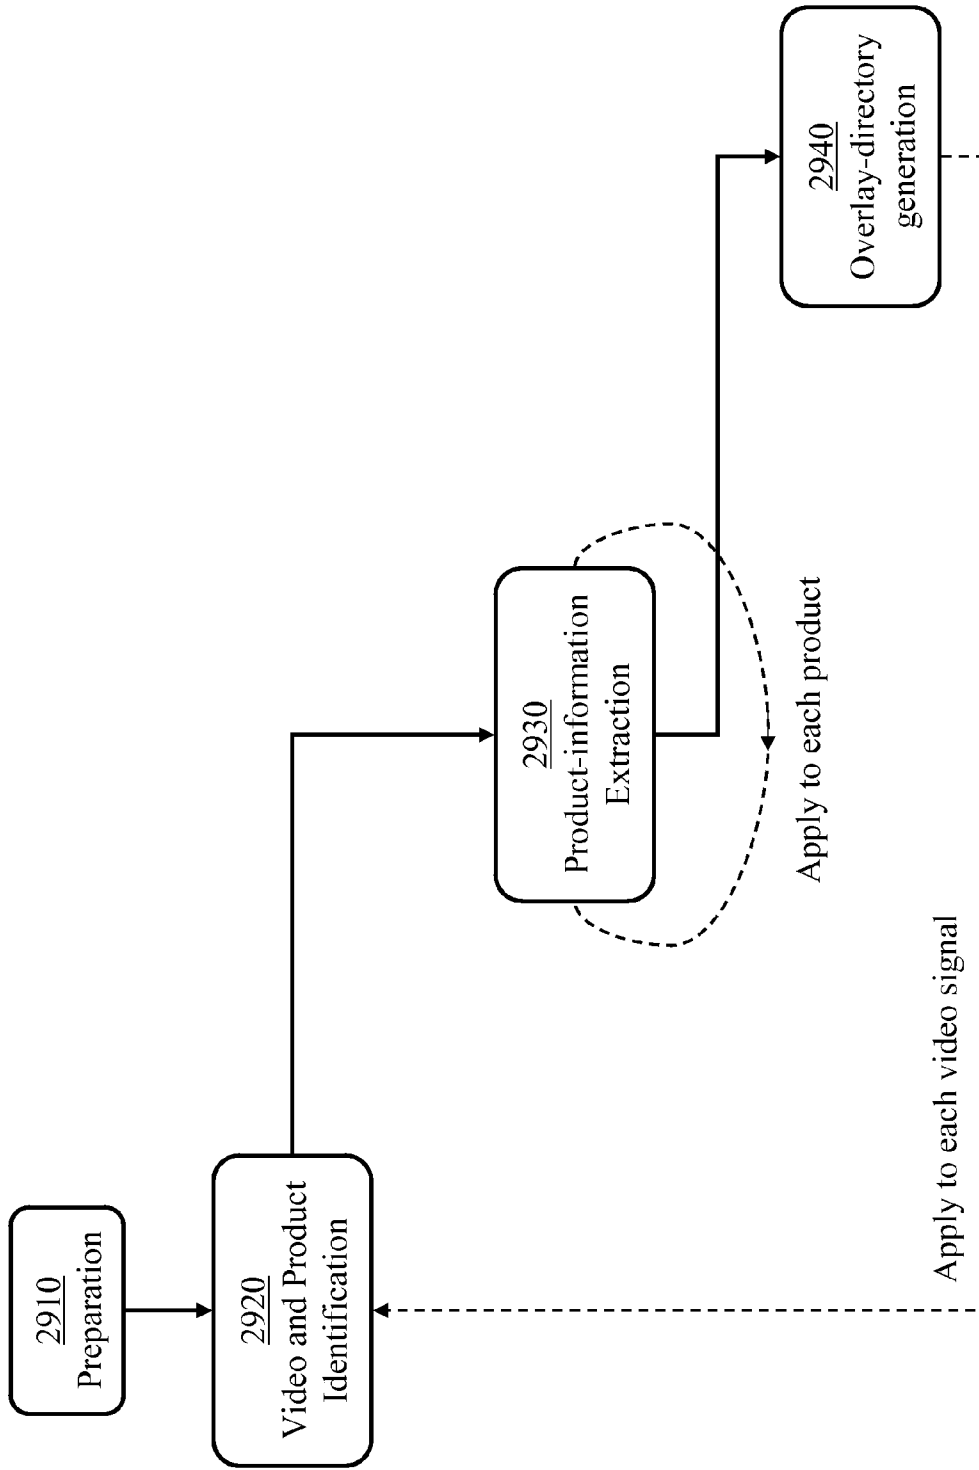 2910
Preparation
2920
Video and Product
Identification
2930
Product-information
Extraction
Apply to each product
2940
Overlay-directory
generation
Apply to each video signal